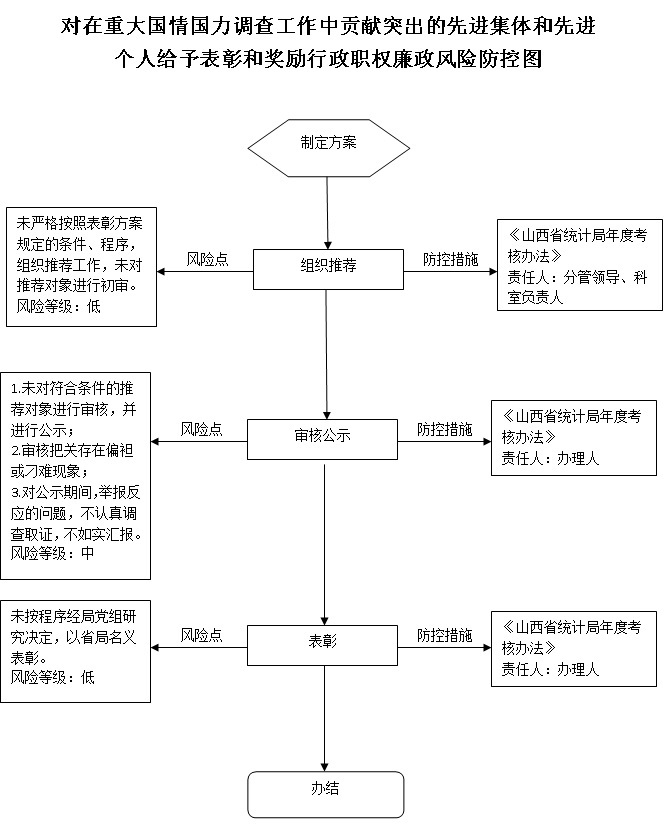 对在重大国情国力调查工作中贡献突出的先进集体和先进
个人给予表彰和奖励行政职权廉政风险防控图
制定方案
未严格按照表彰方案
规定的条件、程序，
组织推荐工作，未对
推荐对象进行初审。
风险等级：低
风险点
组织推荐
防控措施
《山西省统计局年度考
核办法》
责任人：分管领导、科
室负责人
1.未对符合条件的推
荐对象进行审核，并
进行公示；
2.审核把关存在偏袒
或刁难现象；
3.对公示期间，举报反
应的问题，不认真调
查取证，不如实汇报。
风险等级：中
风险点
审核公示
防控措施
《山西省统计局年度考
核办法》
责任人：办理人
未按程序经局党组研
究决定，以省局名义
表彰。
风险等级：低
风险点
表彰
防控措施
《山西省统计局年度考
核办法》
责任人：办理人
办结